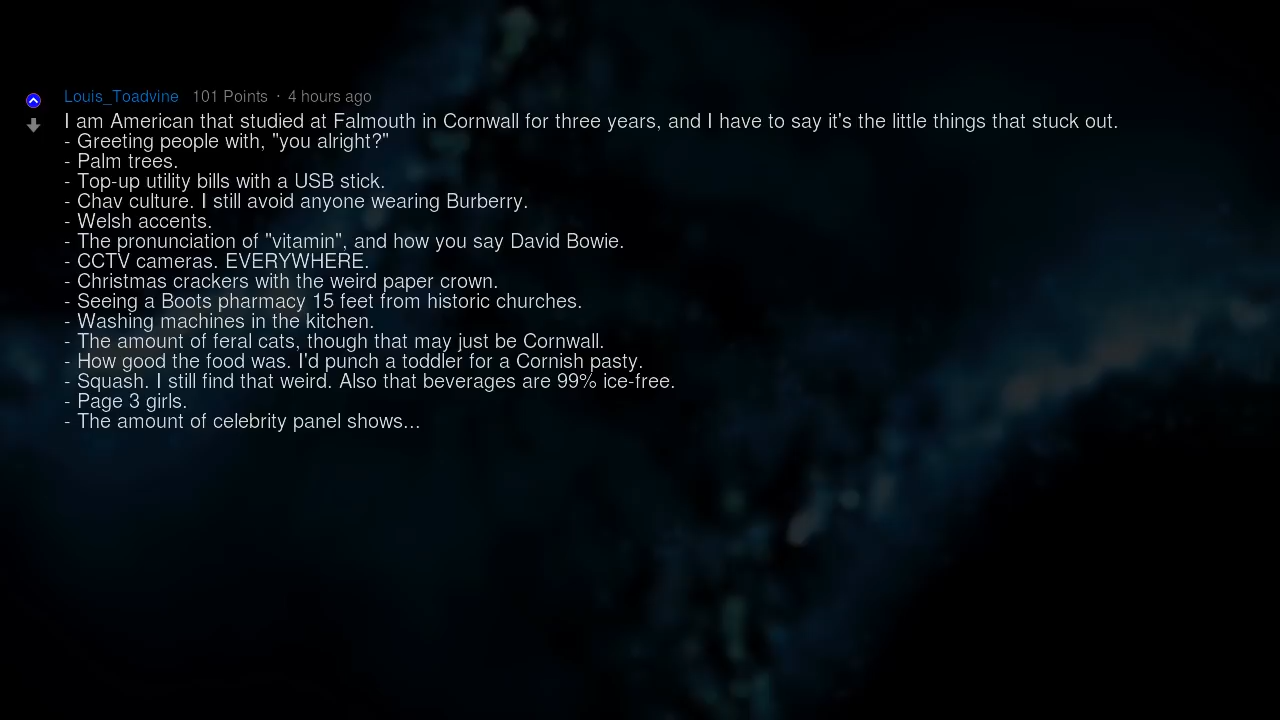 Louis_Toadvine 101 Points · 4 hours ago
I am American that studied at Falmouth in Cornwall for three years, and I have to say it's the little things that stuck out.
- Greeting people with, "you alright?"
- Palm trees.
- Top-up utility bills with a USB stick.
- Chav culture. I still avoid anyone wearing Burberry.
- Welsh accents.
- The pronunciation of "vitamin", and how you say David Bowie.
- CCTV cameras. EVERYWHERE.
- Christmas crackers with the weird paper crown.
- Seeing a Boots pharmacy 15 feet from historic churches.
- Washing machines in the kitchen.
- The amount of feral cats, though that may just be Cornwall.
- How good the food was. I'd punch a toddler for a Cornish pasty.
- Squash. I still find that weird. Also that beverages are 99% ice-free.
- Page 3 girls.
- The amount of celebrity panel shows...